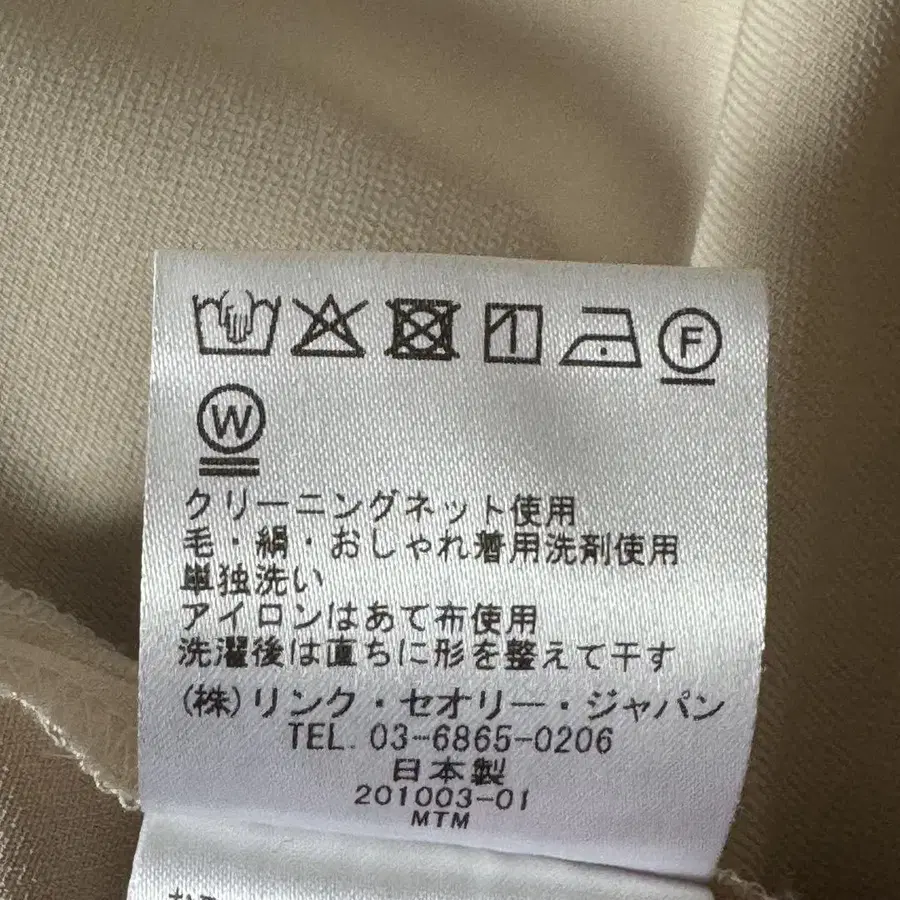 F
W
クリーニングネット使用
毛・絹・おしゃれ着用洗剤使用
単独洗い
アイロンはあて布使用
洗濯後は直ちに形を整えて干す
(株)リンク・セオリー・ジャパン
TEL. 03-6865-0206
日本製
201003-01
MTM